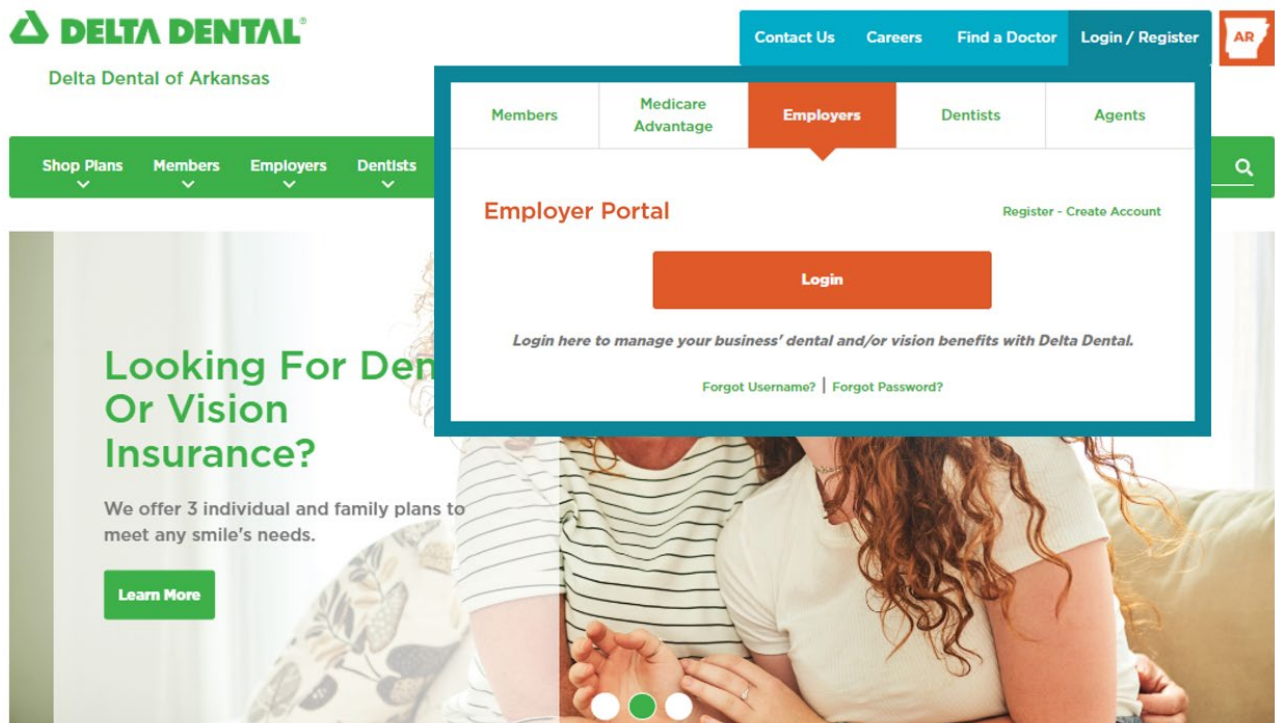 DELTA DENTAL®
Delta Dental of Arkansas
Contact Us Careers Find a Doctor Login / Register AR
Members Medicare Advantage Employers Dentists Agents
Shop Plans Members Employers Dentists
Employer Portal Register - Create Account
Login
Login here to manage your business' dental and/or vision benefits with Delta Dental.
Forgot Username? | Forgot Password?
Looking For Den
Or Vision
Insurance?
We offer 3 individual and family plans to
meet any smile's needs.
Learn More